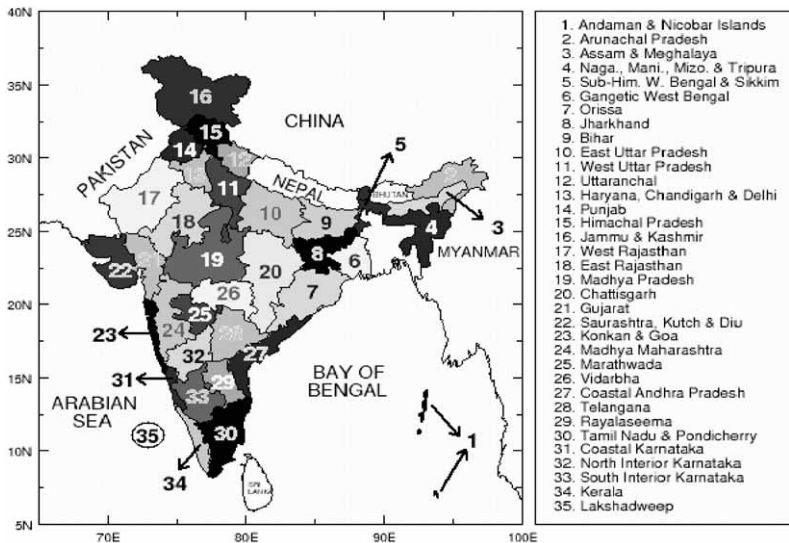 40N
35N
30N
25N
20N
15N
10N
5N
70E
80E
90E
100E
16
15
14
CHINA
5
PAKISTAN
13
12
NEPAL
BHUTAN
2
17
11
18
10
9
4
3
MYANMAR
22
21
19
20
8
6
7
26
25
23
24
28
32
27
BAY OF
BENGAL
31
29
33
ARABIAN
SEA
35
30
34
1
SRI
LANKA
1. Andaman & Nicobar Islands
2. Arunachal Pradesh
3. Assam & Meghalaya
4. Naga., Mani., Mizo. & Tripura
5. Sub-Him. W. Bengal & Sikkim
6. Gangetic West Bengal
7. Orissa
8. Jharkhand
9. Bihar
10. East Uttar Pradesh
11. West Uttar Pradesh
12. Uttaranchal
13. Haryana, Chandigarh & Delhi
14. Punjab
15. Himachal Pradesh
16. Jammu & Kashmir
17. West Rajasthan
18. East Rajasthan
19. Madhya Pradesh
20. Chattisgarh
21. Gujarat
22. Saurashtra, Kutch & Diu
23. Konkan & Goa
24. Madhya Maharashtra
25. Marathwada
26. Vidarbha
27. Coastal Andhra Pradesh
28. Telangana
29. Rayalaseema
30. Tamil Nadu & Pondicherry
31. Coastal Karnataka
32. North Interior Karnataka
33. South Interior Karnataka
34. Kerala
35. Lakshadweep